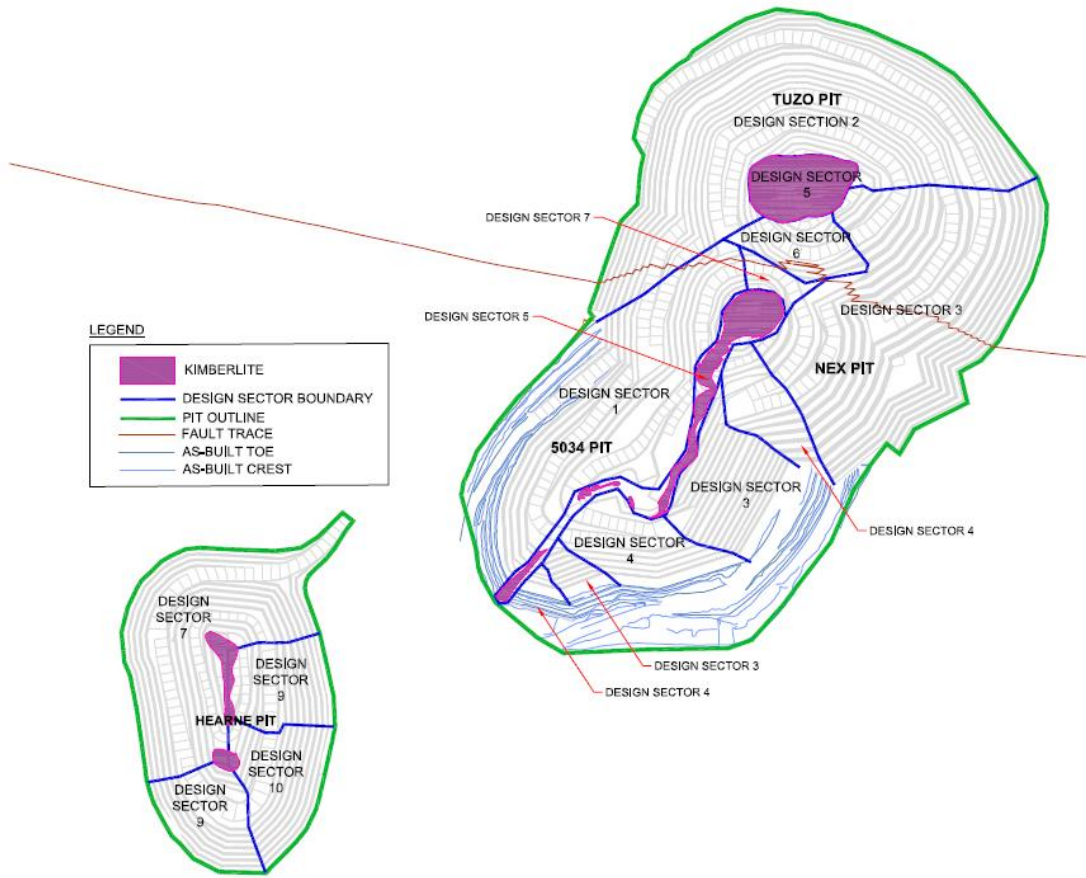 TUZO PIT
DESIGN SECTION 2
DESIGN SECTOR
5
DESIGN SECTOR 7
DESIGN SECTOR
6
DESIGN SECTOR 3
DESIGN SECTOR 5
NEX PIT
DESIGN SECTOR
1
5034 PIT
DESIGN SECTOR
3
DESIGN SECTOR 4
DESIGN SECTOR
4
DESIGN SECTOR 3
DESIGN SECTOR 4
LEGEND
KIMBERLITE
DESIGN SECTOR BOUNDARY
PIT OUTLINE
FAULT TRACE
AS-BUILT TOE
AS-BUILT CREST
DESIGN
SECTOR
7
DESIGN
SECTOR
9
HEARNE PIT
DESIGN
SECTOR
10
DESIGN
SECTOR
9